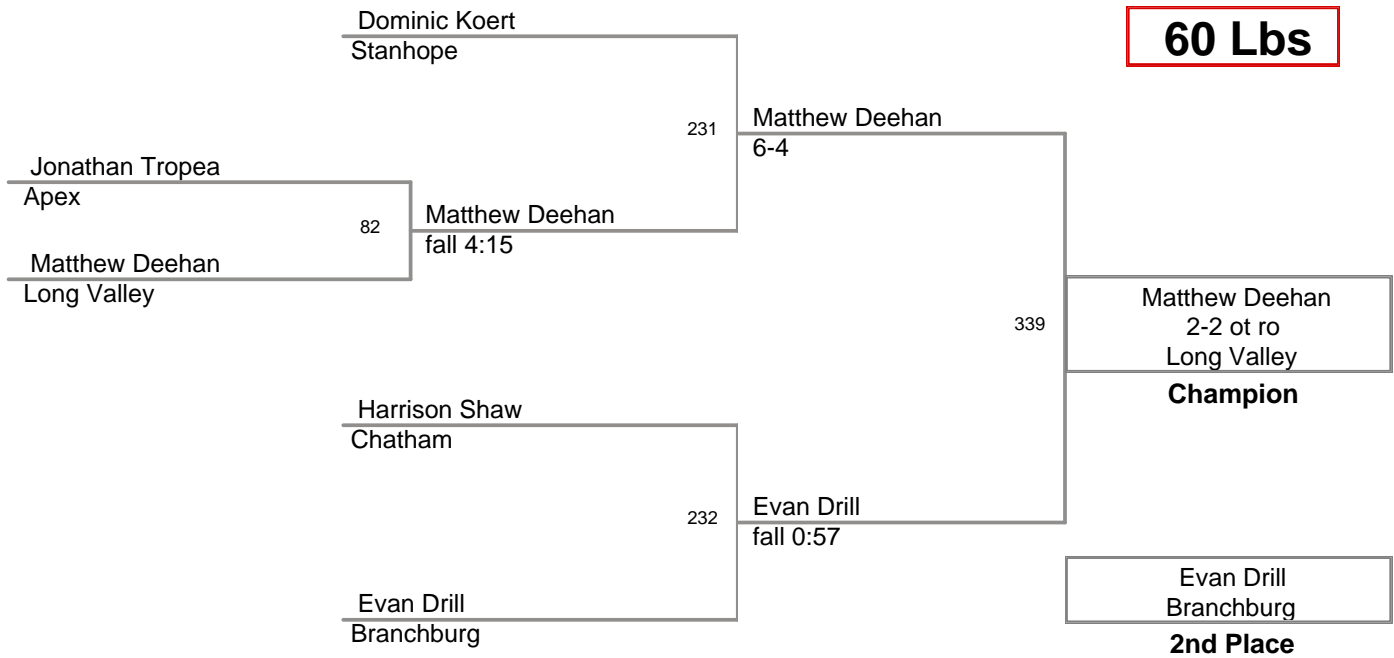 Dominic Koert
Stanhope
60 Lbs
231
Matthew Deehan
6-4
Jonathan Tropea
Apex
82
Matthew Deehan
fall 4:15
Matthew Deehan
Long Valley
339
Matthew Deehan
2-2 ot ro
Long Valley
Champion
Harrison Shaw
Chatham
232
Evan Drill
fall 0:57
Evan Drill
Branchburg
Evan Drill
Branchburg
2nd Place